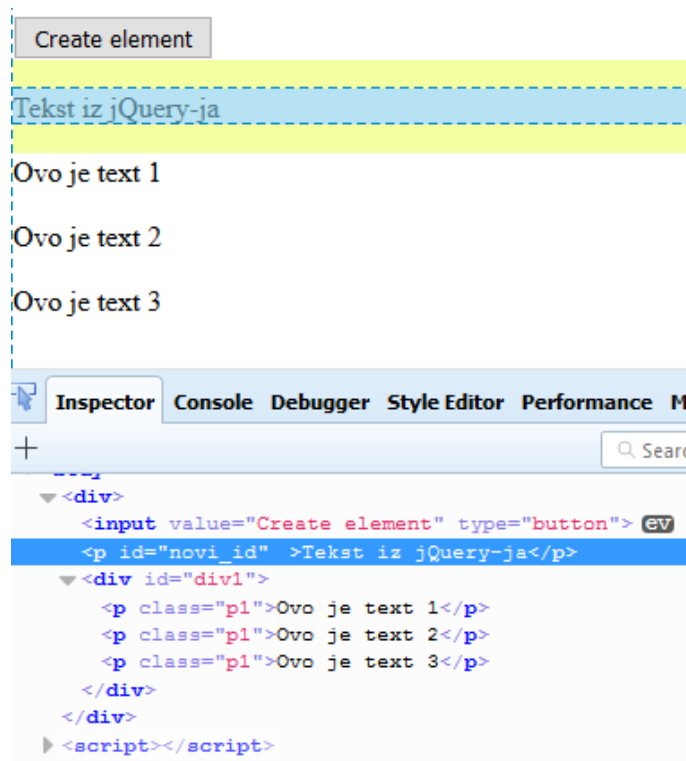 Create element
Tekst iz jQuery-ja
Ovo je text 1
Ovo je text 2
Ovo je text 3
Inspector Console Debugger Style Editor Performance M
+ Searc
<div>
<input value="Create element" type="button"> ev
<p id="novi_id" >Tekst iz jQuery-ja</p>
<div id="div1">
<p class="p1">Ovo je text 1</p>
<p class="p1">Ovo je text 2</p>
<p class="p1">Ovo je text 3</p>
</div>
</div>
<script></script>